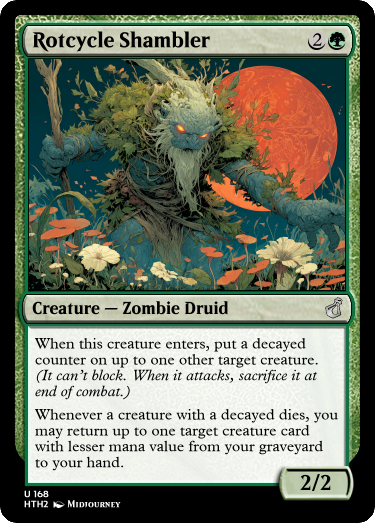 Rotcycle Shambler 2
Creature — Zombie Druid
When this creature enters, put a decayed
counter on up to one other target creature.
(It can't block. When it attacks, sacrifice it at
end of combat.)
Whenever a creature with a decayed dies, you
may return up to one target creature card
with lesser mana value from your graveyard
to your hand.
2/2
U 168
HTH2 Midjourney